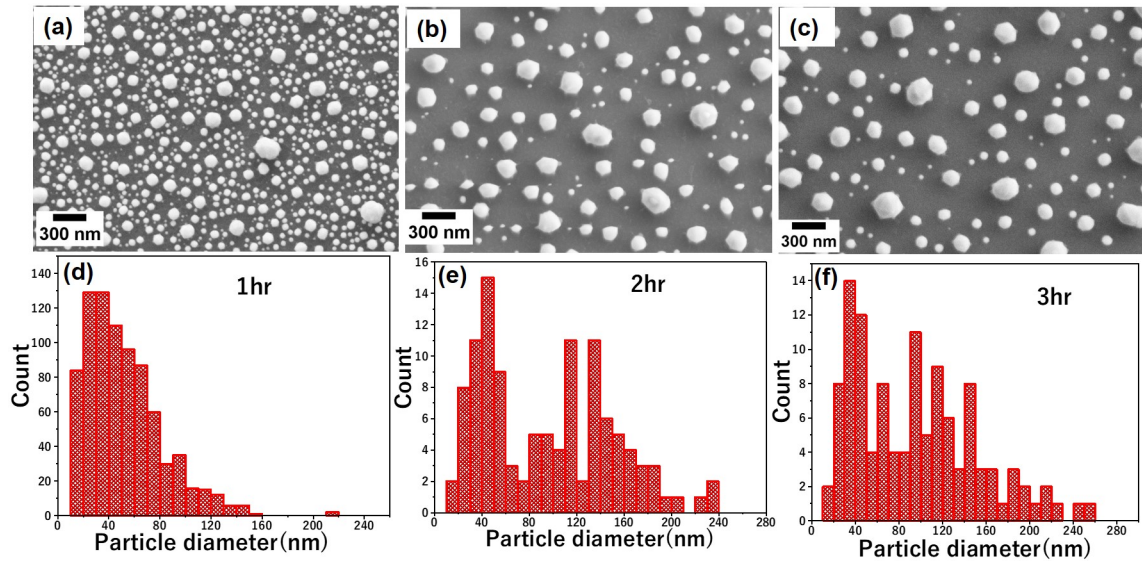 (a)
300 nm
(b)
300 nm
(c)
300 nm
(d)
1hr
Count
140
120
100
80
60
40
20
0
0 40 80 120 160 200 240
Particle diameter(nm)
(e)
2hr
Count
16
14
12
10
8
6
4
2
0
0 40 80 120 160 200 240 280
Particle diameter(nm)
(f)
3hr
Count
14
12
10
8
6
4
2
0
0 40 80 120 160 200 240 280
Particle diameter(nm)